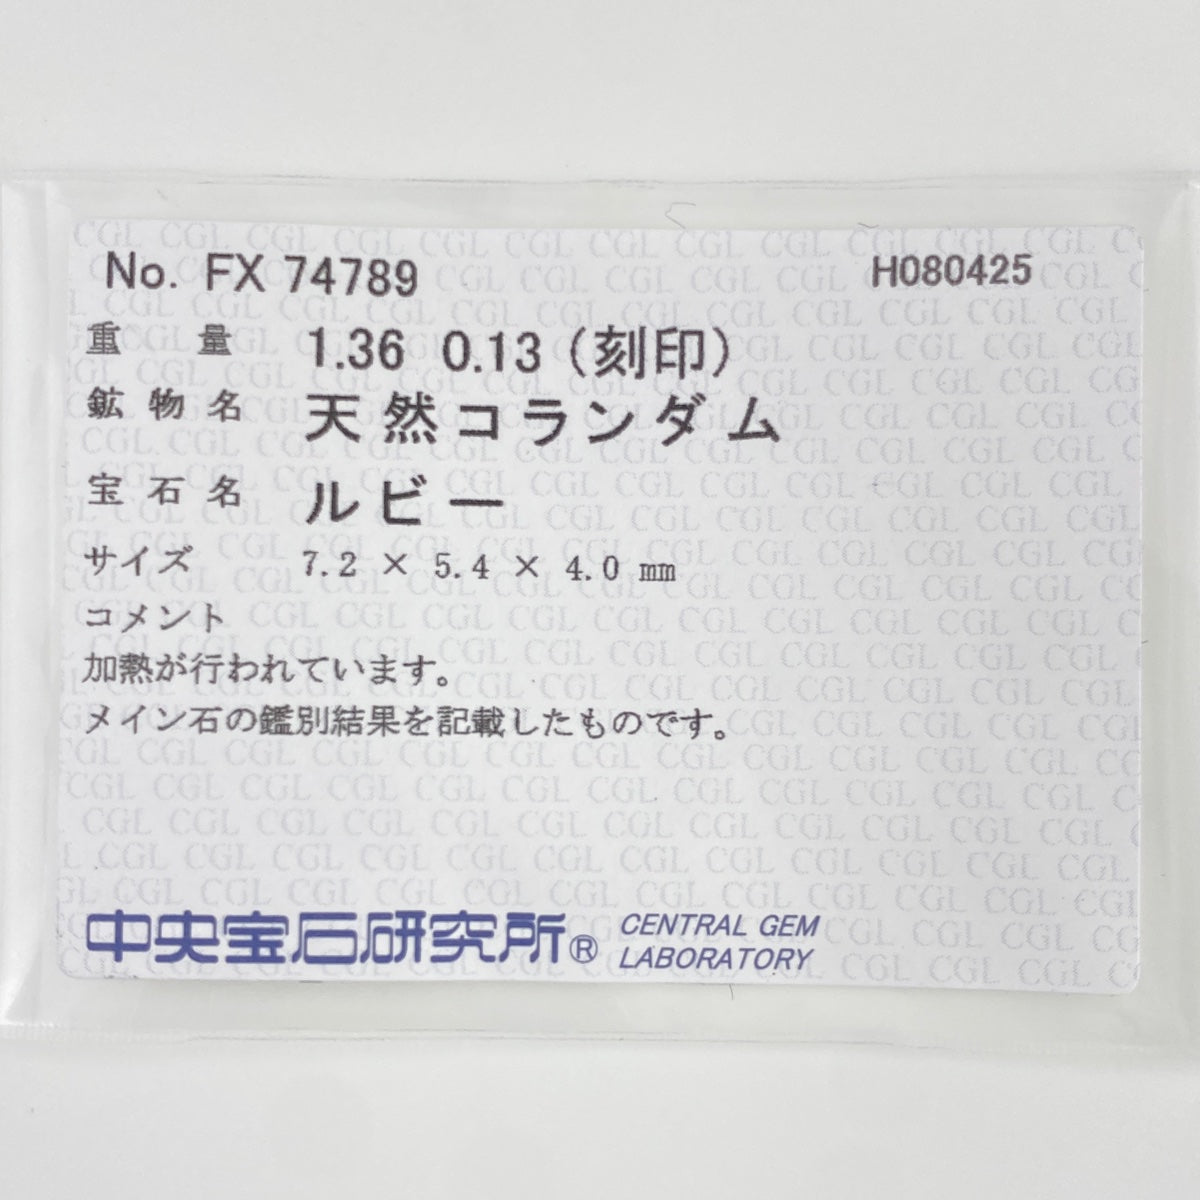 No. FX 74789 H080425
重量 1.36 0.13 (刻印)
鉱物名 天然コランダム
宝石名 ルビー
サイズ 7.2 × 5.4 × 4.0 mm
コメント
加熱が行われています。
メイン石の鑑別結果を記載したものです。
中央宝石研究所® CENTRAL GEM
LABORATORY